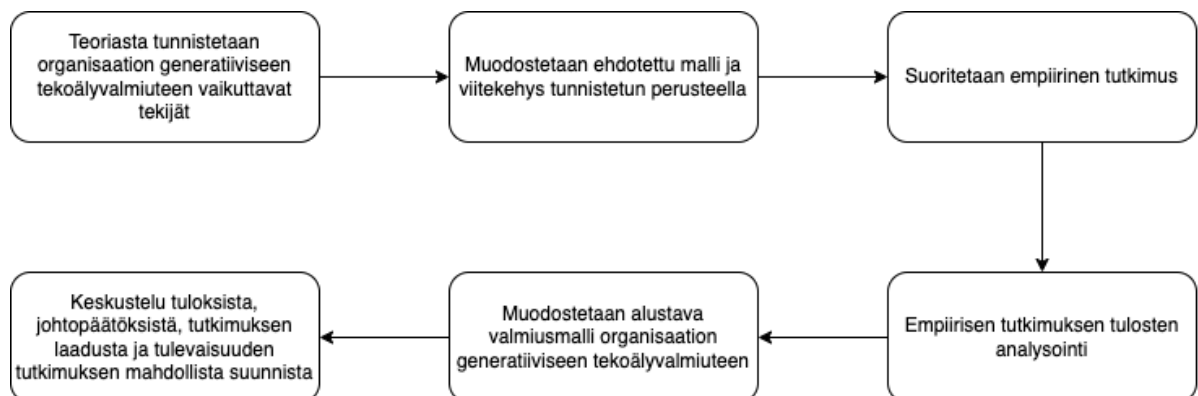 Teoriasta tunnistetaan
organisaation generatiiviseen
tekoälyvalmiuteen vaikuttavat
tekijät
Muodostetaan ehdotettu malli ja
viitekehys tunnistetun perusteella
Suoritetaan empiirinen tutkimus
Empiirisen tutkimuksen tulosten
analysointi
Muodostetaan alustava
valmiusmalli organisaation
generatiiviseen tekoälyvalmiuteen
Keskustelu tuloksista,
johtopäätöksistä, tutkimuksen
laadusta ja tulevaisuuden
tutkimuksen mahdollista suunnista